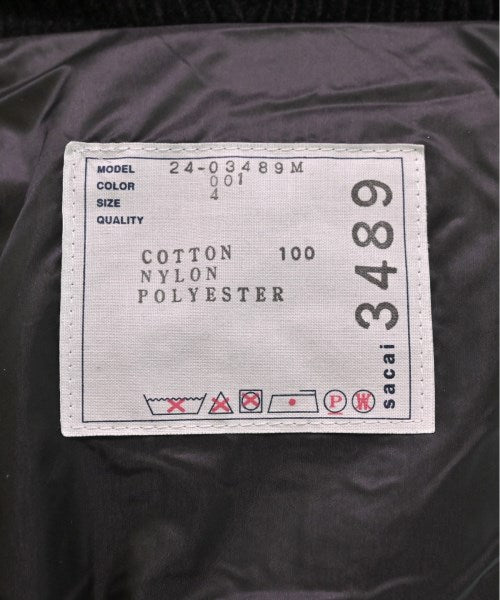 MODEL 24-03489M
COLOR 001
SIZE 4
QUALITY
COTTON 100
NYLON
POLYESTER
P W
sacai 3489